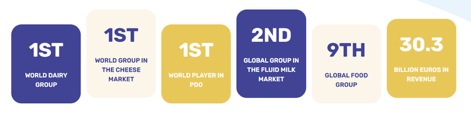 1ST
WORLD DAIRY
GROUP
1ST
WORLD GROUP IN
THE CHEESE
MARKET
1ST
WORLD PLAYER IN
PDO
2ND
GLOBAL GROUP IN
THE FLUID MILK
MARKET
9TH
GLOBAL FOOD
GROUP
30.3
BILLION EUROS IN
REVENUE